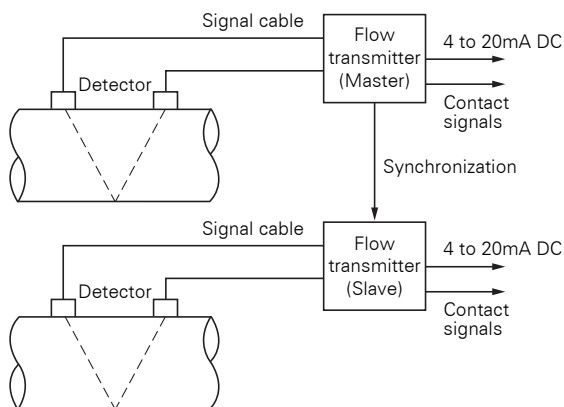 Signal cable
Flow
transmitter
(Master)
4 to 20mA DC
Detector
Contact
signals
Synchronization
Signal cable
Flow
transmitter
(Slave)
4 to 20mA DC
Detector
Contact
signals